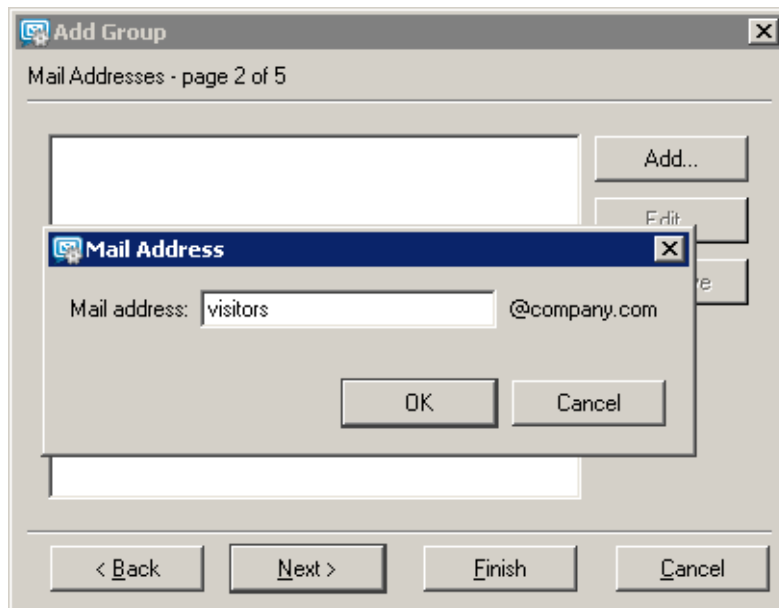 Add Group
Mail Addresses - page 2 of 5
Add...
Edit...
Mail Address
Mail address: visitors @company.com
OK Cancel
< Back Next > Finish Cancel